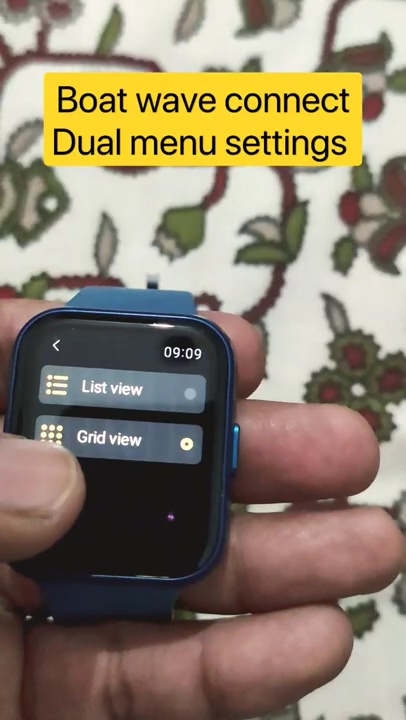 Boat wave connect
Dual menu settings
09:09
List view
Grid view